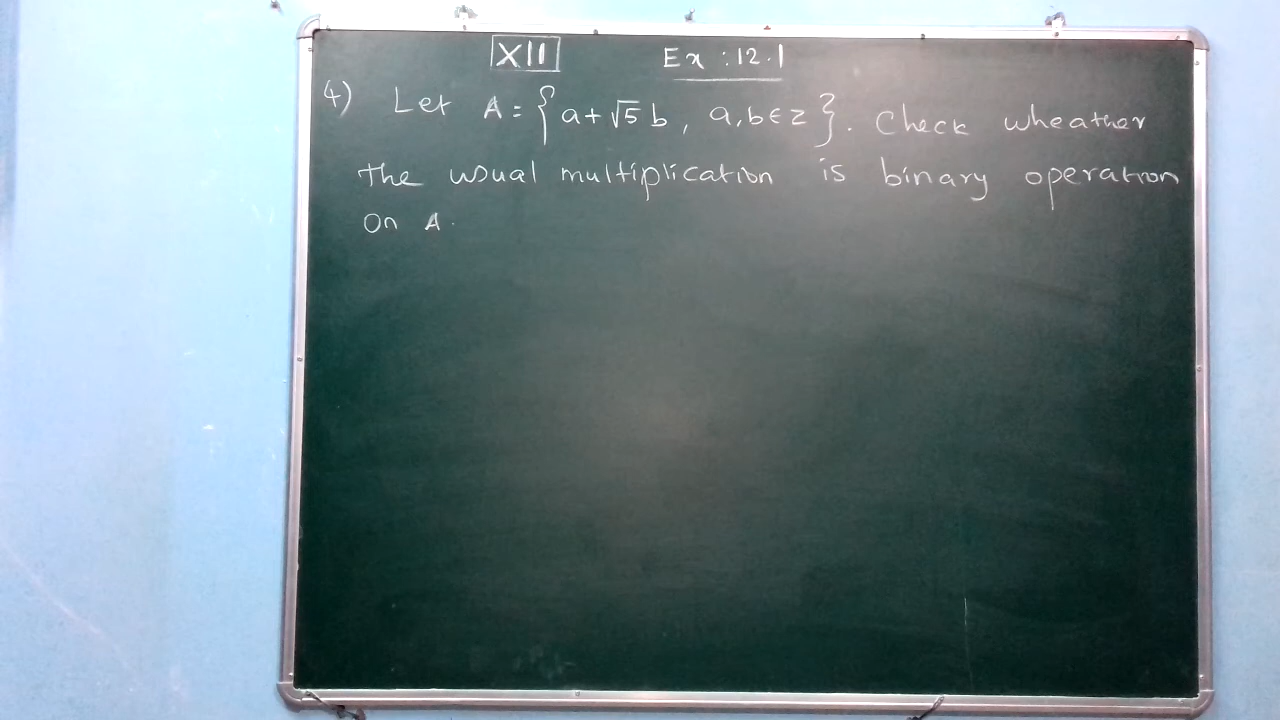 XII Ex : 12.1
4) Let A = {a + √5 b, a, b ∈ z}. Check wheather
the usual multiplication is binary operation
on A.